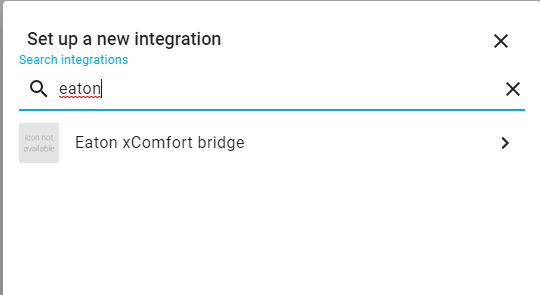 Set up a new integration
Search integrations
eaton
icon not
available
Eaton xComfort bridge